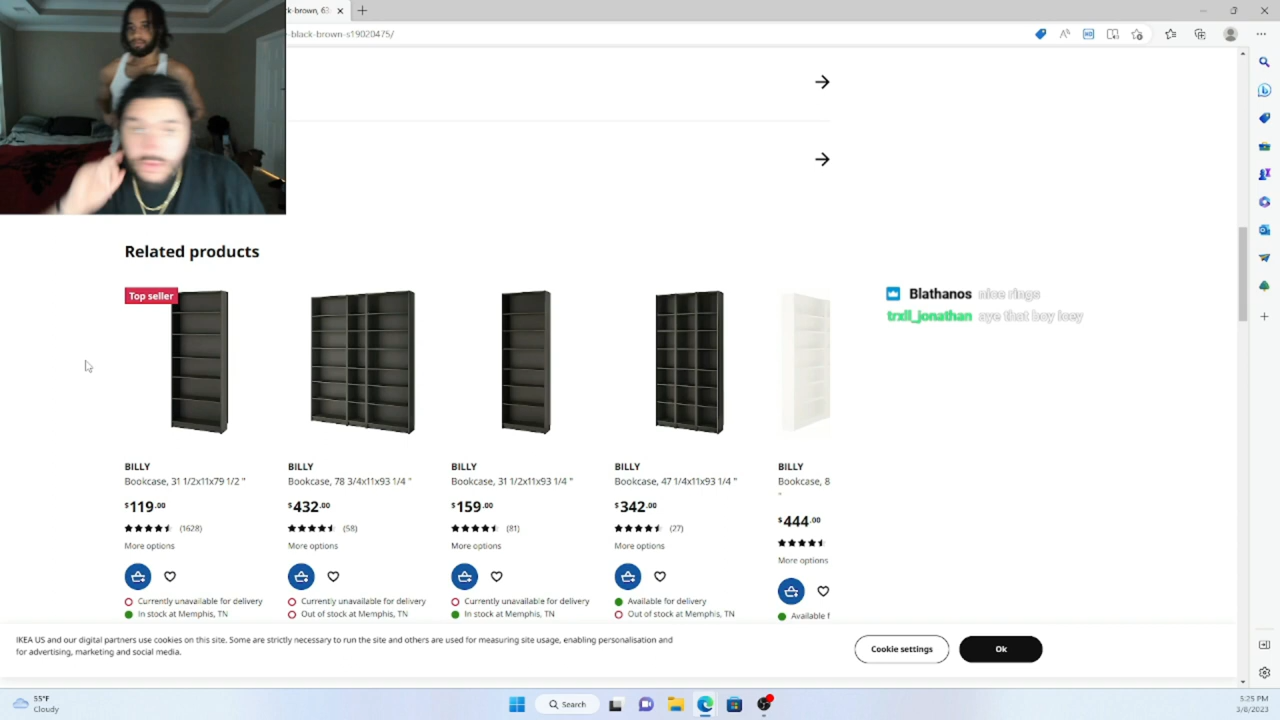 k-brown, 63
-black-brown-s19020475/
Related products
Top seller
Blathanos nice rings
trxll_jonathan aye that boy icey
BILLY
Bookcase, 31 1/2x11x79 1/2 "
$119.00
(1628)
More options
Currently unavailable for delivery
In stock at Memphis, TN
BILLY
Bookcase, 78 3/4x11x93 1/4 "
$432.00
(58)
More options
Currently unavailable for delivery
Out of stock at Memphis, TN
BILLY
Bookcase, 31 1/2x11x93 1/4 "
$159.00
(81)
More options
Currently unavailable for delivery
In stock at Memphis, TN
BILLY
Bookcase, 47 1/4x11x93 1/4 "
$342.00
(27)
More options
Available for delivery
Out of stock at Memphis, TN
BILLY
Bookcase, 8
"
$444.00
More options
Available f
IKEA US and our digital partners use cookies on this site. Some are strictly necessary to run the site and others are used for measuring site usage, enabling personalisation and
for advertising, marketing and social media.
Cookie settings
Ok
55°F
Cloudy
Search
5:25 PM
3/8/2023